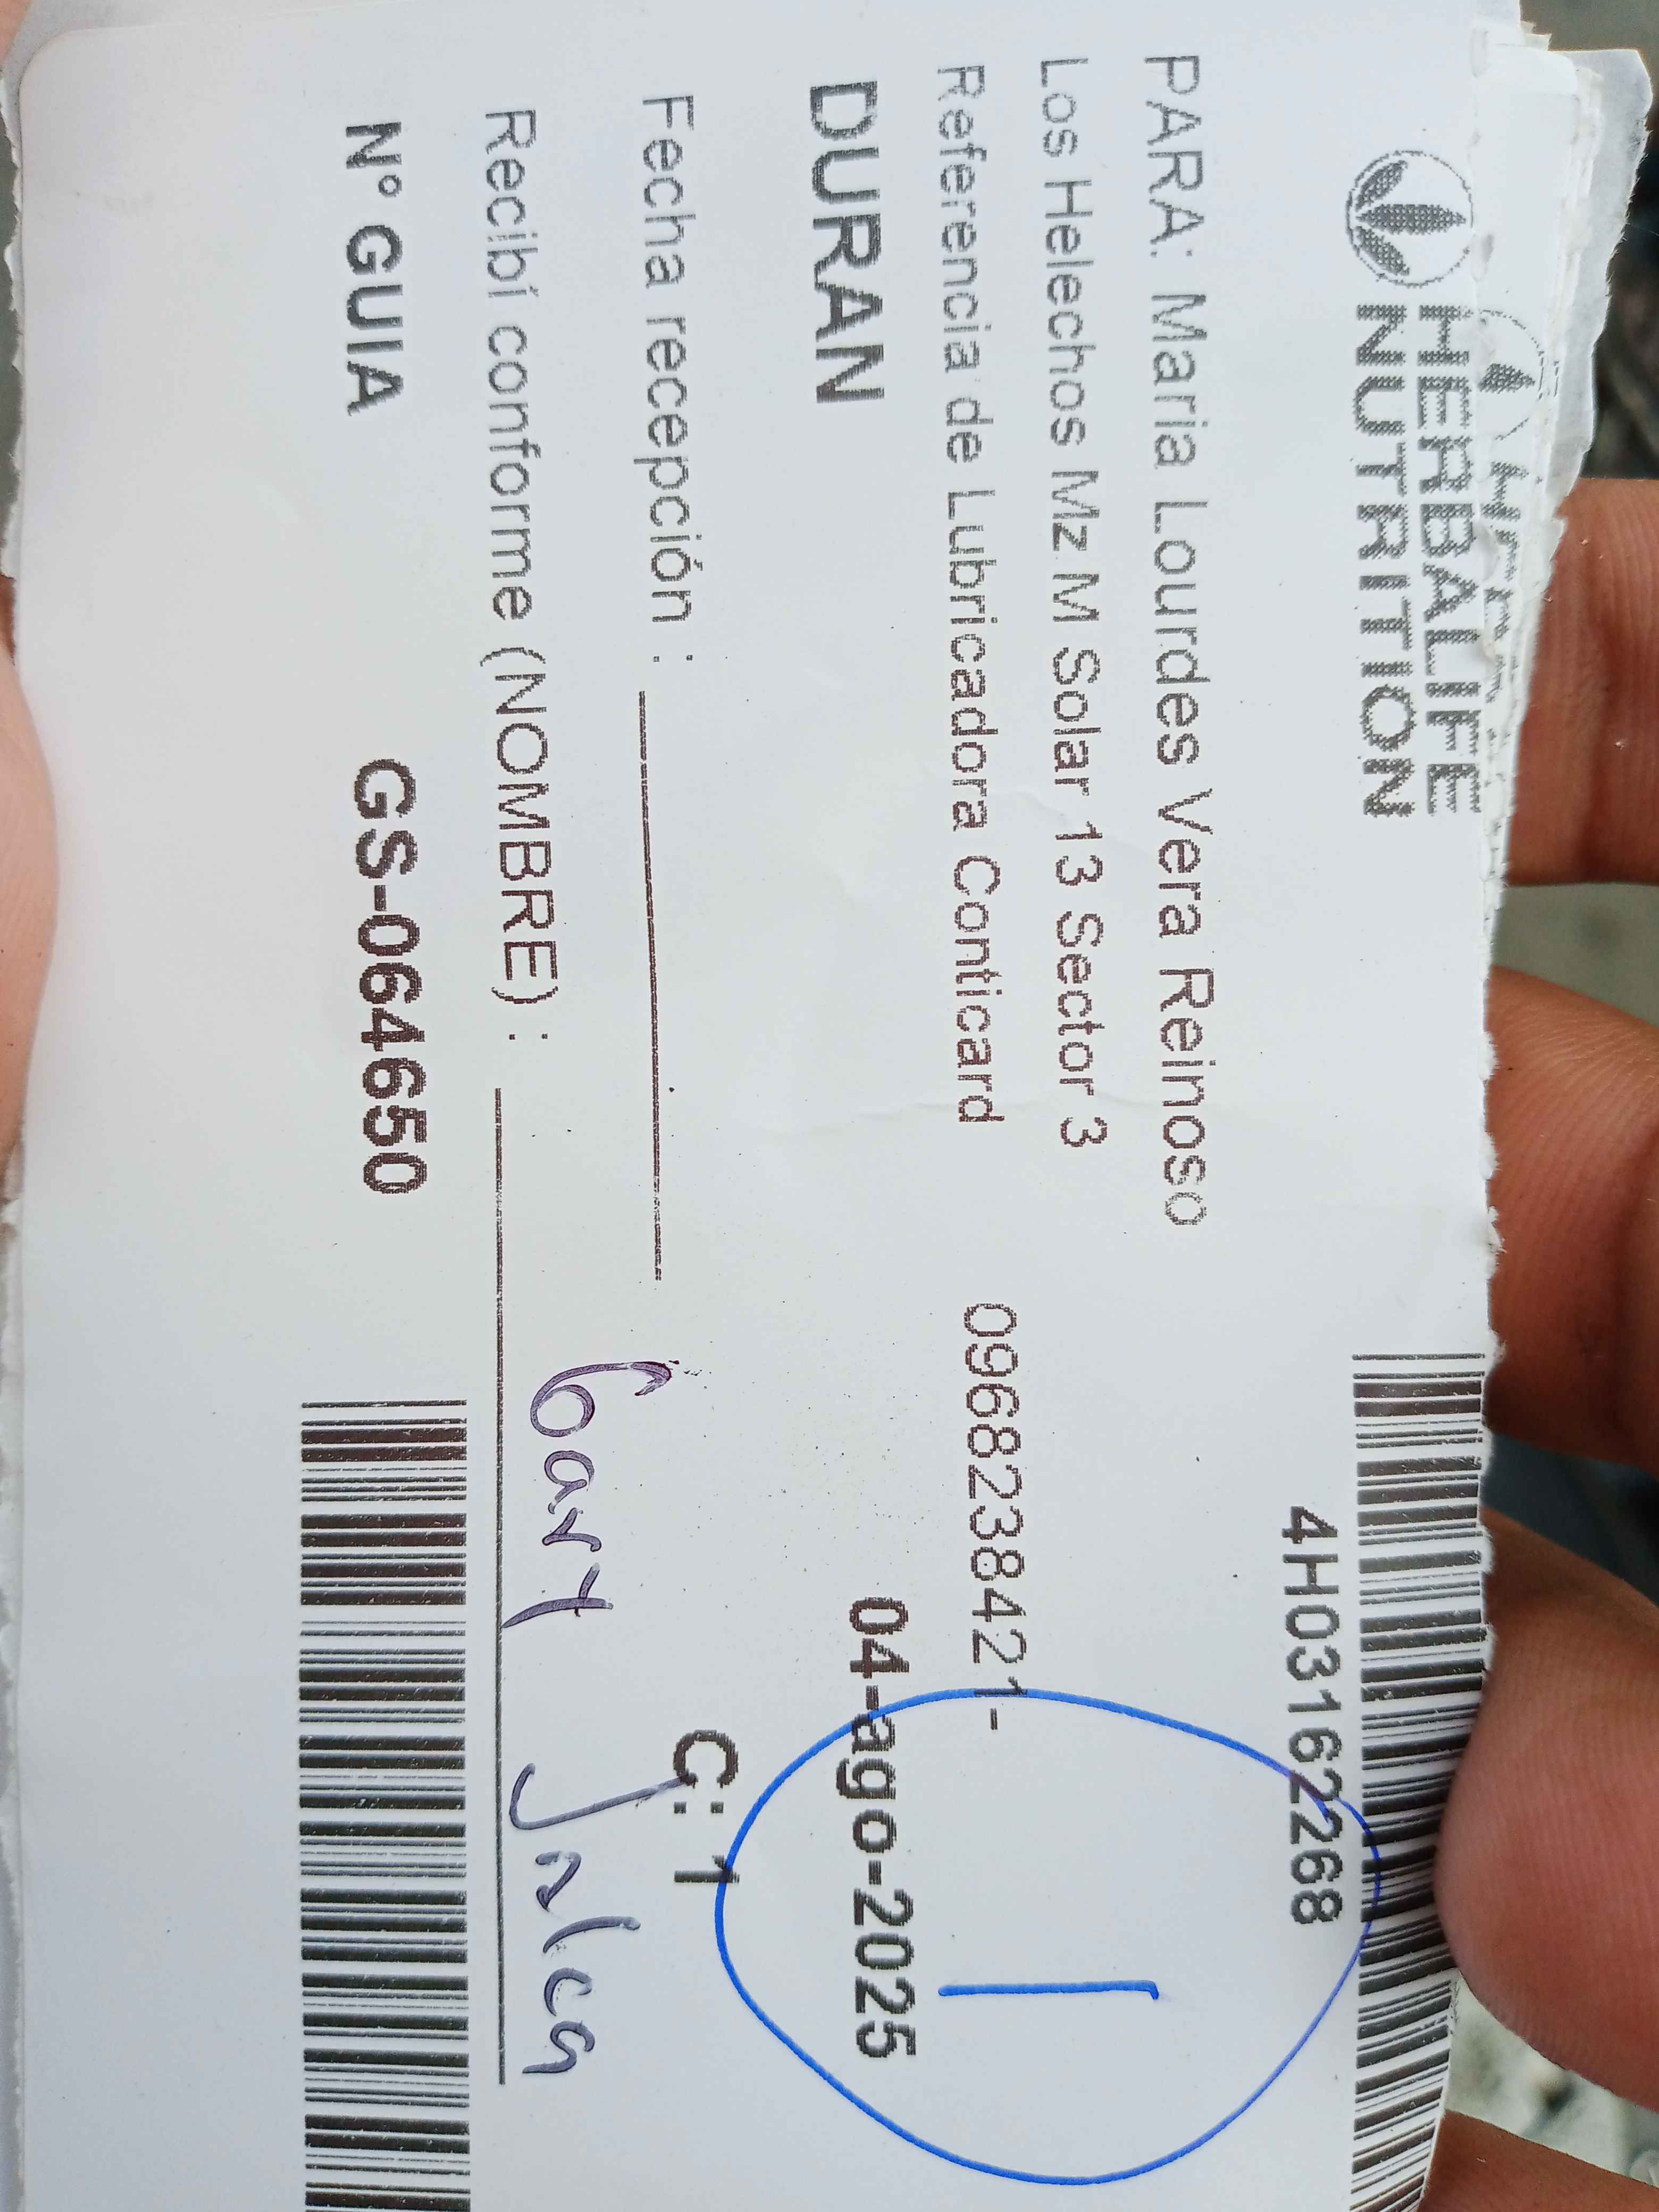 HERBALIFE
NUTRITION
4H03162268
PARA: Maria Lourdes Vera Reinoso
Los Helechos Mz M Solar 13 Sector 3
Referencia de Lubricadora Conticard 0968238421-
DURAN 04-ago-2025
1
Fecha recepción : C: 1
Recibí conforme (NOMBRE) :
N° GUIA GS-064650